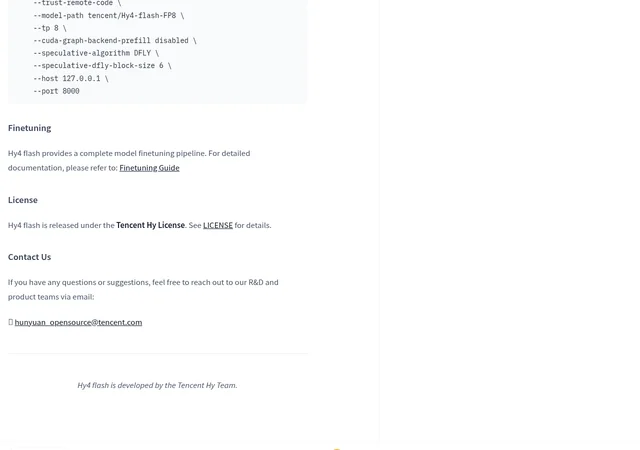 --trust-remote-code \
--model-path tencent/Hy4-flash-FP8 \
--tp 8 \
--cuda-graph-backend-prefill disabled \
--speculative-algorithm DFLY \
--speculative-dfly-block-size 6 \
--host 127.0.0.1 \
--port 8000
Finetuning
Hy4 flash provides a complete model finetuning pipeline. For detailed
documentation, please refer to: Finetuning Guide
License
Hy4 flash is released under the Tencent Hy License. See LICENSE for details.
Contact Us
If you have any questions or suggestions, feel free to reach out to our R&D and
product teams via email:
hunyuan_opensource@tencent.com
Hy4 flash is developed by the Tencent Hy Team.